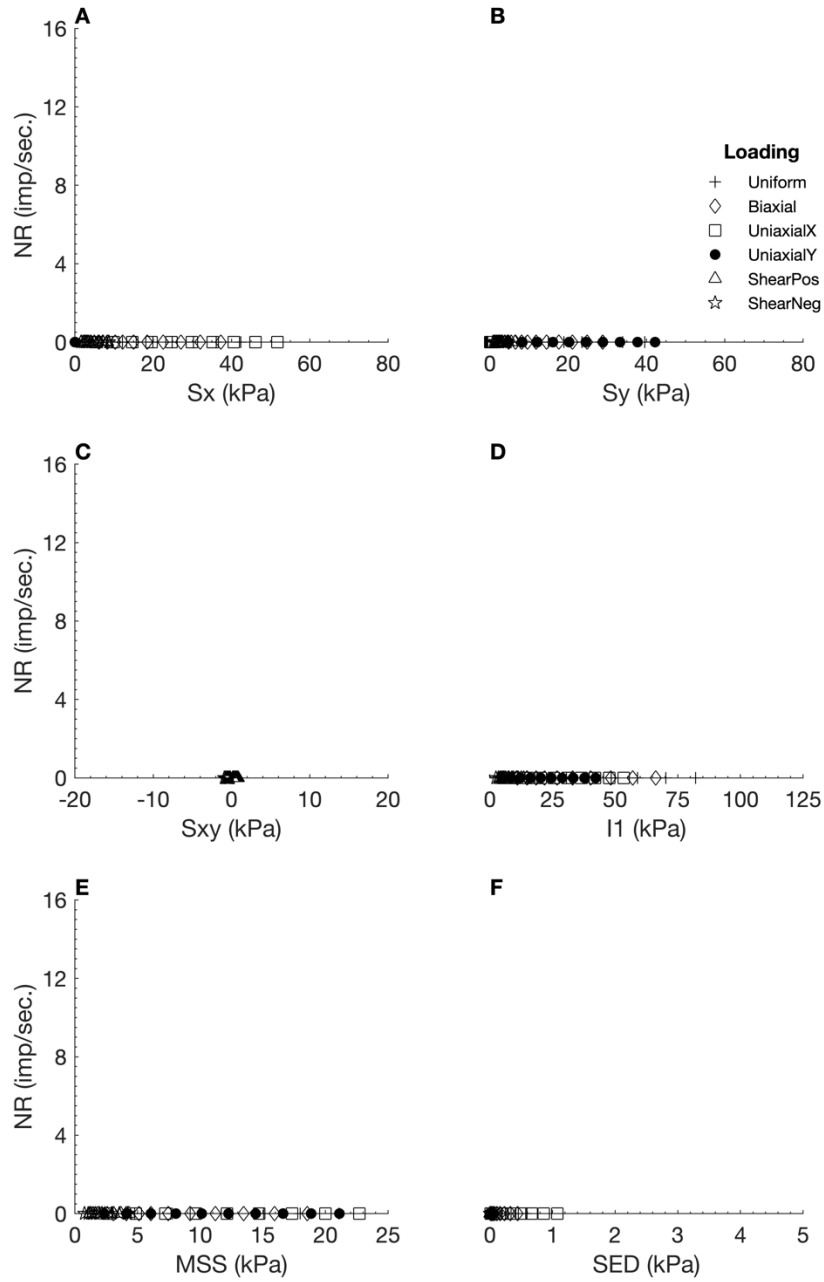 A
B
16
12
8
4
0
NR (imp/sec.)
0 20 40 60 80
Sx (kPa)
Loading
Uniform
Biaxial
UniaxialX
UniaxialY
ShearPos
ShearNeg
0 20 40 60 80
Sy (kPa)
C
D
16
12
8
4
0
NR (imp/sec.)
-20 -10 0 10 20
Sxy (kPa)
0 25 50 75 100 125
I1 (kPa)
E
F
16
12
8
4
0
NR (imp/sec.)
0 5 10 15 20 25
MSS (kPa)
0 1 2 3 4 5
SED (kPa)